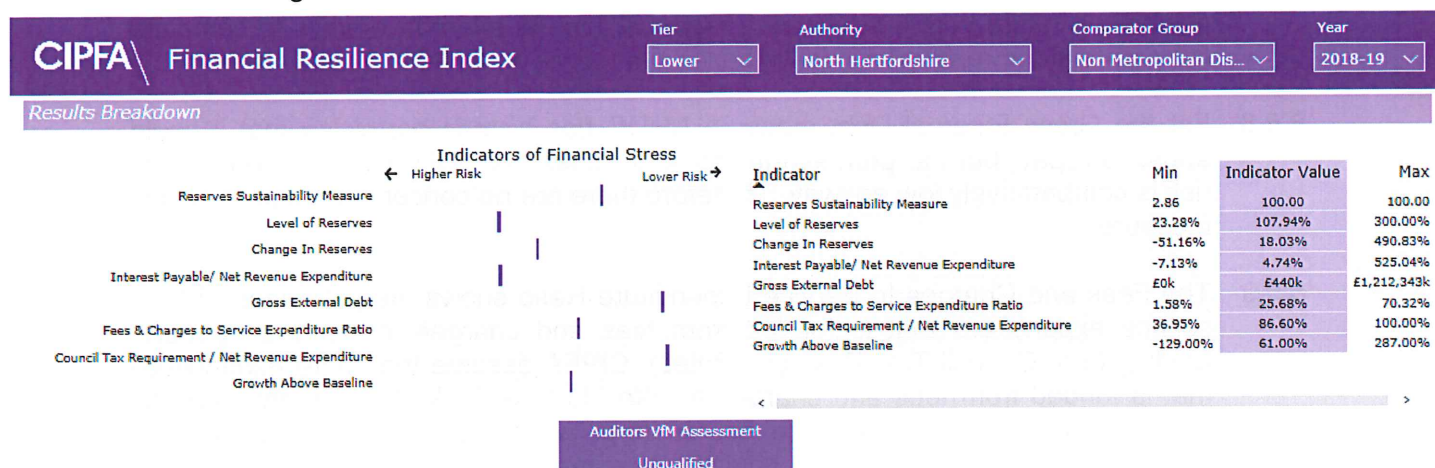 Tier
Authority
Comparator Group
Year
CIPFA\ Financial Resilience Index
Lower
North Hertfordshire
Non Metropolitan Dis...
2018-19
Results Breakdown
Indicators of Financial Stress
← Higher Risk
Lower Risk →
Reserves Sustainability Measure
Level of Reserves
Change In Reserves
Interest Payable/ Net Revenue Expenditure
Gross External Debt
Fees & Charges to Service Expenditure Ratio
Council Tax Requirement / Net Revenue Expenditure
Growth Above Baseline
Indicator Min Indicator Value Max
Reserves Sustainability Measure 2.86 100.00 100.00
Level of Reserves 23.28% 107.94% 300.00%
Change In Reserves -51.16% 18.03% 490.83%
Interest Payable/ Net Revenue Expenditure -7.13% 4.74% 525.04%
Gross External Debt £0k £440k £1,212,343k
Fees & Charges to Service Expenditure Ratio 1.58% 25.68% 70.32%
Council Tax Requirement / Net Revenue Expenditure 36.95% 86.60% 100.00%
Growth Above Baseline -129.00% 61.00% 287.00%
Auditors VfM Assessment
Unqualified